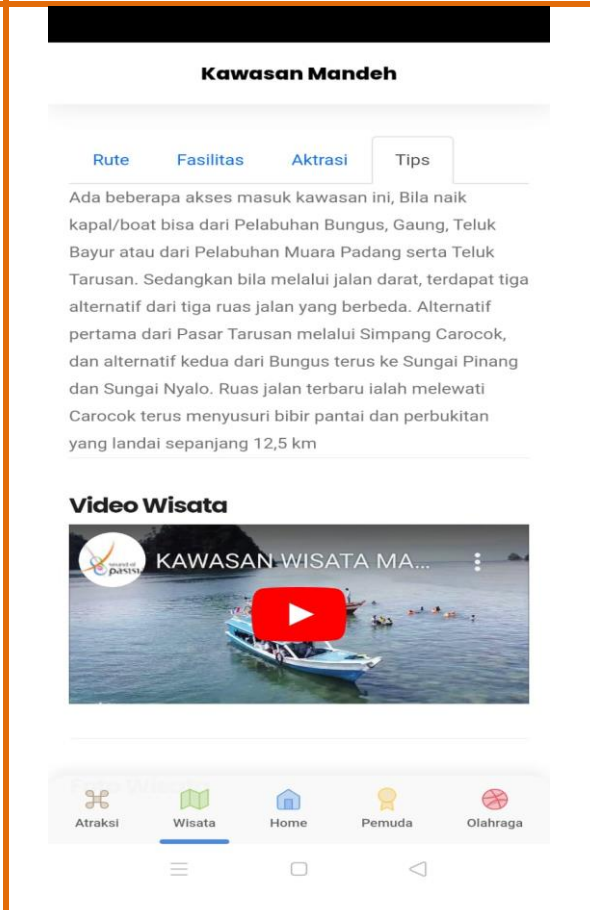 Kawasan Mandeh
Rute Fasilitas Aktrasi Tips
Ada beberapa akses masuk kawasan ini, Bila naik
kapal/boat bisa dari Pelabuhan Bungus, Gaung, Teluk
Bayur atau dari Pelabuhan Muara Padang serta Teluk
Tarusan. Sedangkan bila melalui jalan darat, terdapat tiga
alternatif dari tiga ruas jalan yang berbeda. Alternatif
pertama dari Pasar Tarusan melalui Simpang Carocok,
dan alternatif kedua dari Bungus terus ke Sungai Pinang
dan Sungai Nyalo. Ruas jalan terbaru ialah melewati
Carocok terus menyusuri bibir pantai dan perbukitan
yang landai sepanjang 12,5 km
Video Wisata
KAWASAN WISATA MA...
Atraksi Wisata Home Pemuda Olahraga